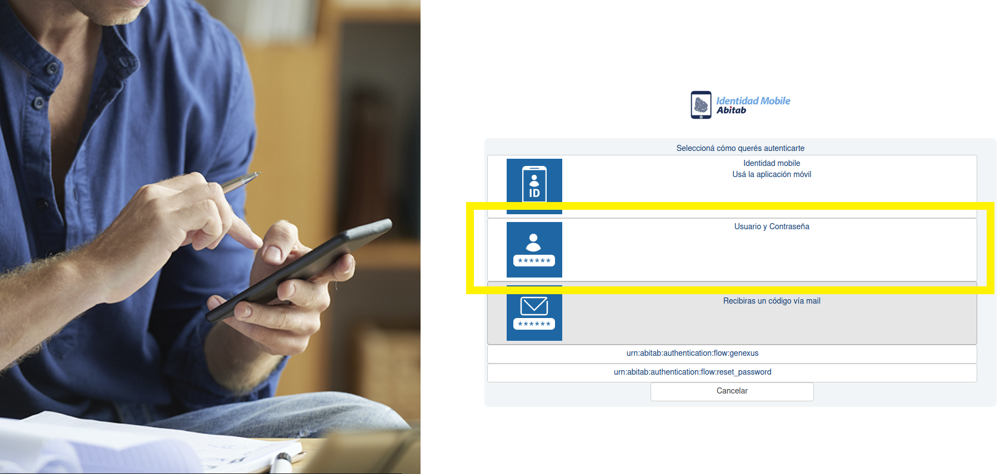 Identidad Mobile
Abitab
Seleccioná cómo querés autenticarte
Identidad mobile
Usá la aplicación móvil
ID
Usuario y Contraseña
******
Recibiras un código vía mail
******
urn:abitab:authentication:flow:genexus
urn:abitab:authentication:flow:reset_password
Cancelar